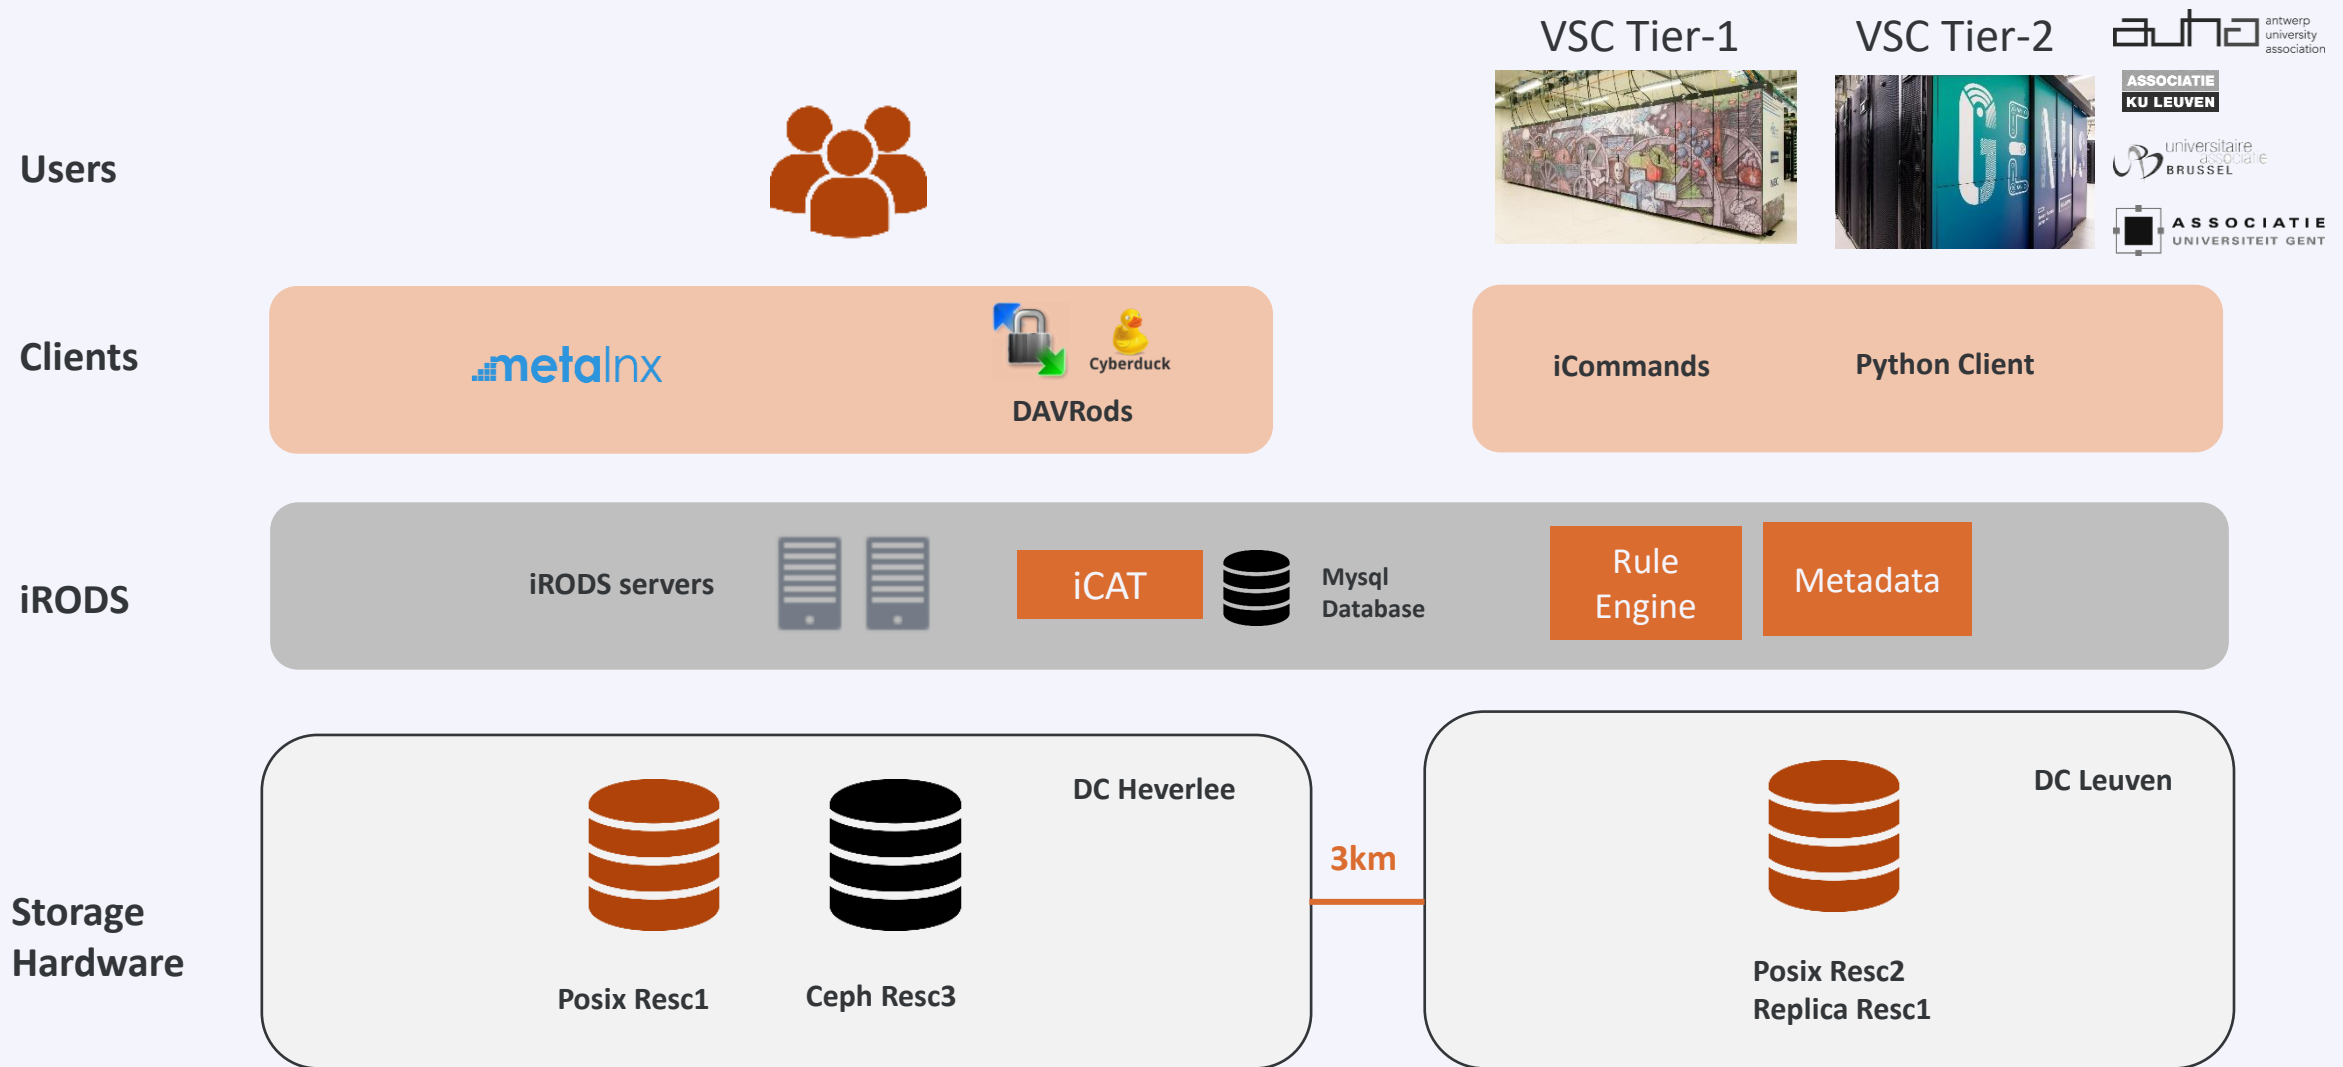 VSC Tier-1
VSC Tier-2
auha
antwerp
university
association
ASSOCIATIE
KU LEUVEN
universitaire
associatie
BRUSSEL
ASSOCIATIE
UNIVERSITEIT GENT
Users
Clients
metalnx
Cyberduck
DAVRods
iCommands
Python Client
iRODS
iRODS servers
iCAT
Mysql
Database
Rule
Engine
Metadata
Storage
Hardware
DC Heverlee
Posix Resc1
Ceph Resc3
3km
DC Leuven
Posix Resc2
Replica Resc1